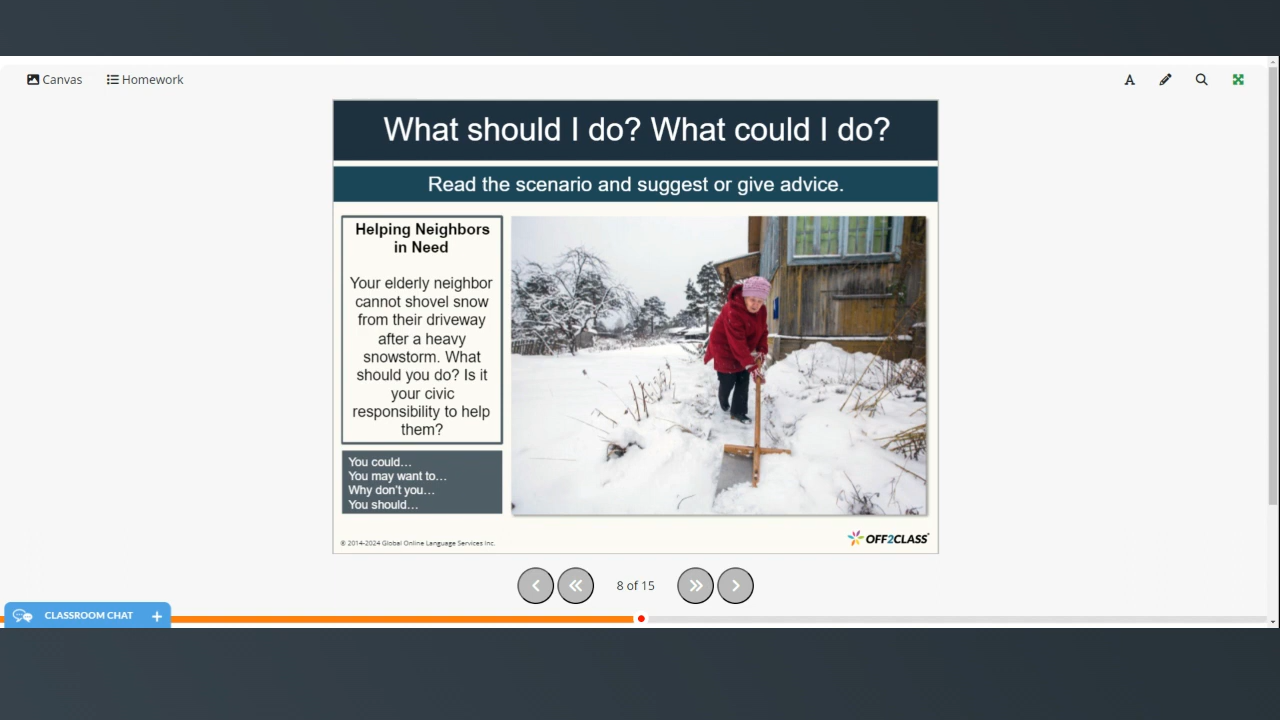 Canvas
Homework
A
What should I do? What could I do?
Read the scenario and suggest or give advice.
Helping Neighbors
in Need
Your elderly neighbor
cannot shovel snow
from their driveway
after a heavy
snowstorm. What
should you do? Is it
your civic
responsibility to help
them?
You could...
You may want to...
Why don't you...
You should...
© 2014-2024 Global Online Language Services Inc.
OFF2CLASS
8 of 15
CLASSROOM CHAT +